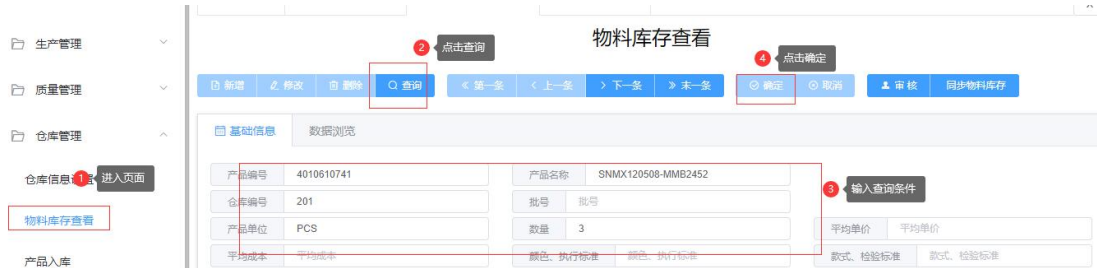 物料库存查看
生产管理
质量管理
仓库管理
仓库信息设置
1 进入页面
物料库存查看
产品入库
2 点击查询
4 点击确定
新增 修改 删除 查询 第一条 上一条 下一条 末一条 确定 取消 审核 同步物料库存
基础信息 数据浏览
产品编号 4010610741 产品名称 SNMX120508-MMB2452
3 输入查询条件
仓库编号 201 批号 批号
产品单位 PCS 数量 3 平均单价 平均单价
平均成本 平均成本 颜色、执行标准 颜色、执行标准 款式、检验标准 款式、检验标准